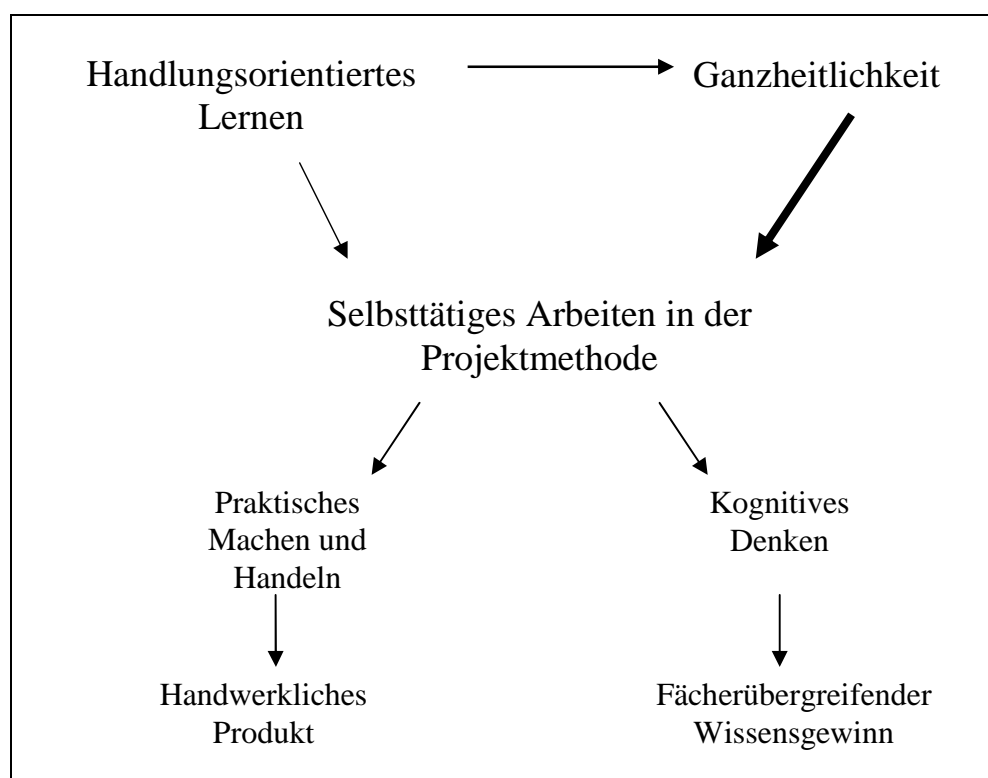 Handlungsorientiertes
Lernen
Ganzheitlichkeit
Selbsttätiges Arbeiten in der
Projektmethode
Praktisches
Machen und
Handeln
Kognitives
Denken
Handwerkliches
Produkt
Fächerübergreifender
Wissensgewinn